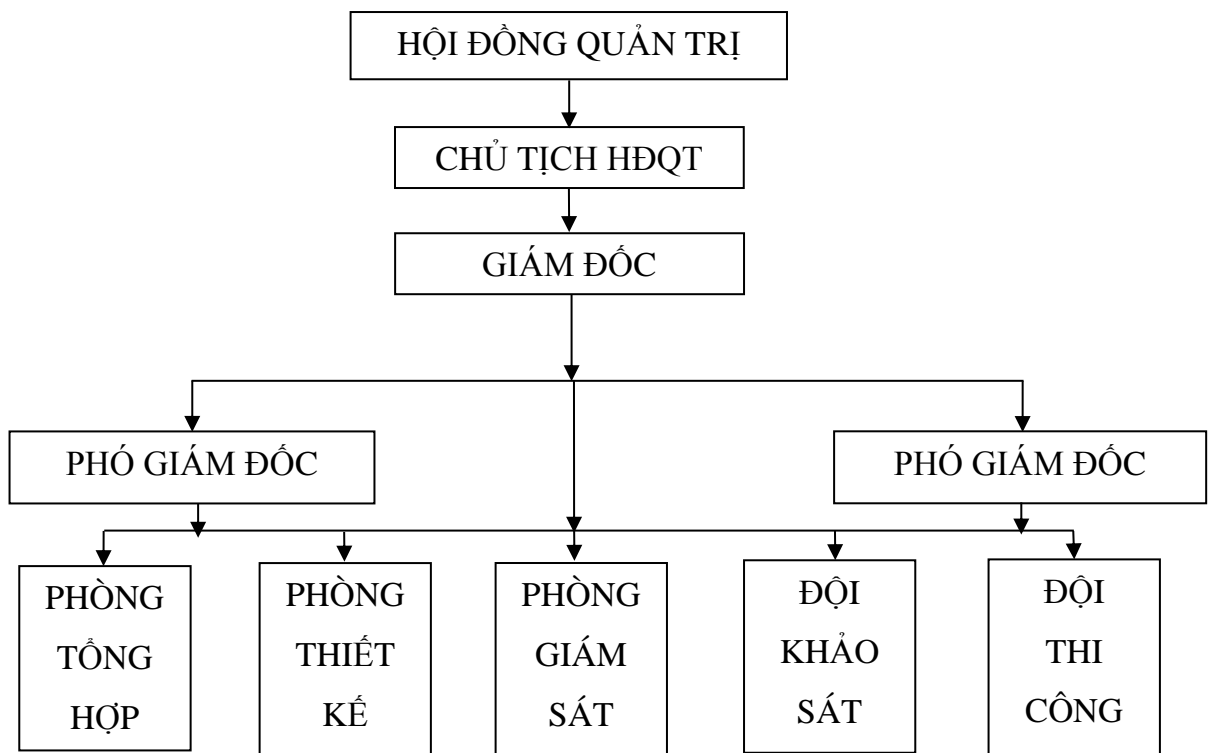 HỘI ĐỒNG QUẢN TRỊ
CHỦ TỊCH HĐQT
GIÁM ĐỐC
PHÓ GIÁM ĐỐC
PHÓ GIÁM ĐỐC
PHÒNG
TỔNG
HỢP
PHÒNG
THIẾT
KẾ
PHÒNG
GIÁM
SÁT
ĐỘI
KHẢO
SÁT
ĐỘI
THI
CÔNG